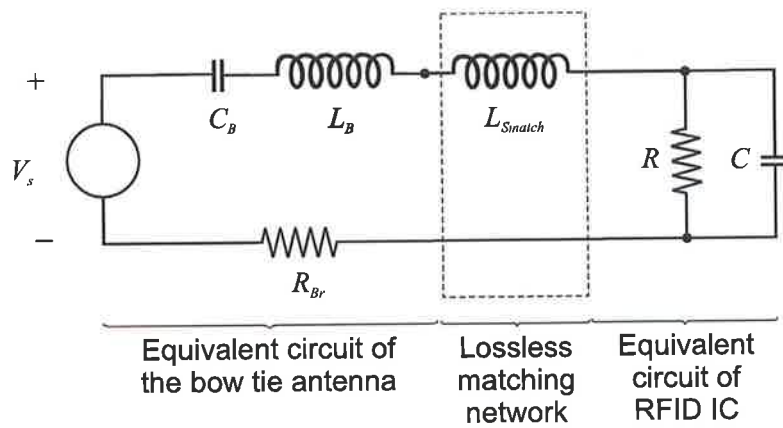 +
C_B
L_B
L_Smatch
V_s
R
C
−
R_Br
Equivalent circuit of
the bow tie antenna
Lossless
matching
network
Equivalent
circuit of
RFID IC